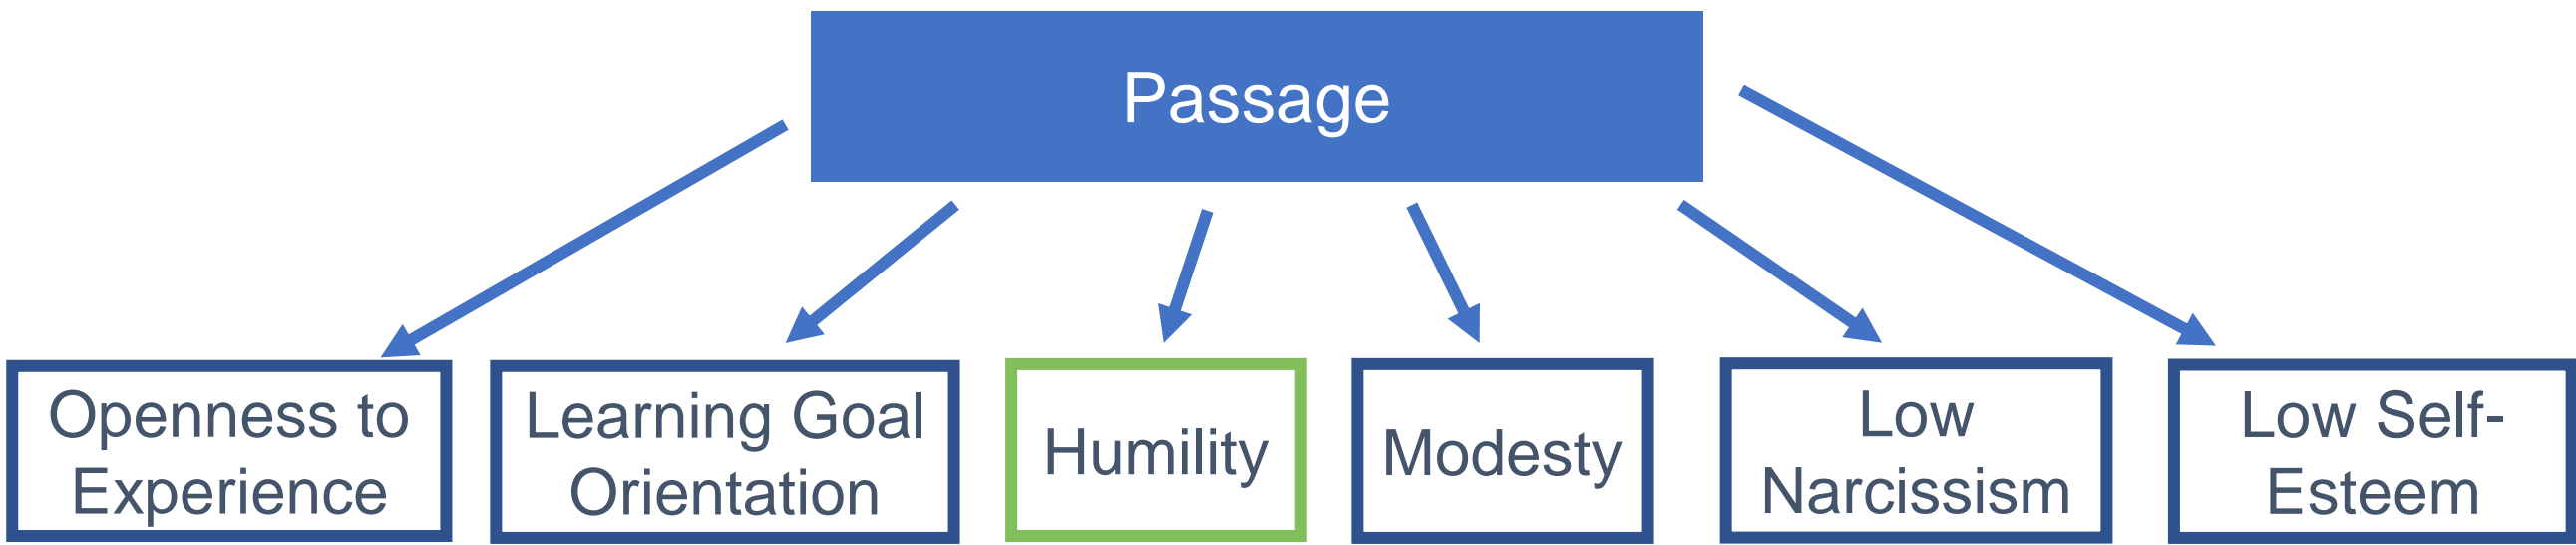 Passage
Openness to
Experience
Learning Goal
Orientation
Humility
Modesty
Low
Narcissism
Low Self-
Esteem